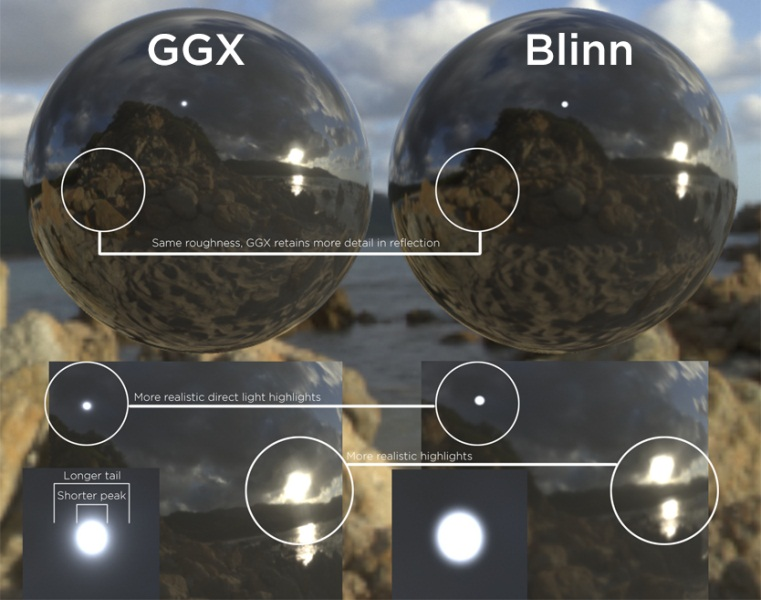 GGX
Blinn
Same roughness, GGX retains more detail in reflection
More realistic direct light highlights
More realistic highlights
Longer tail
Shorter peak